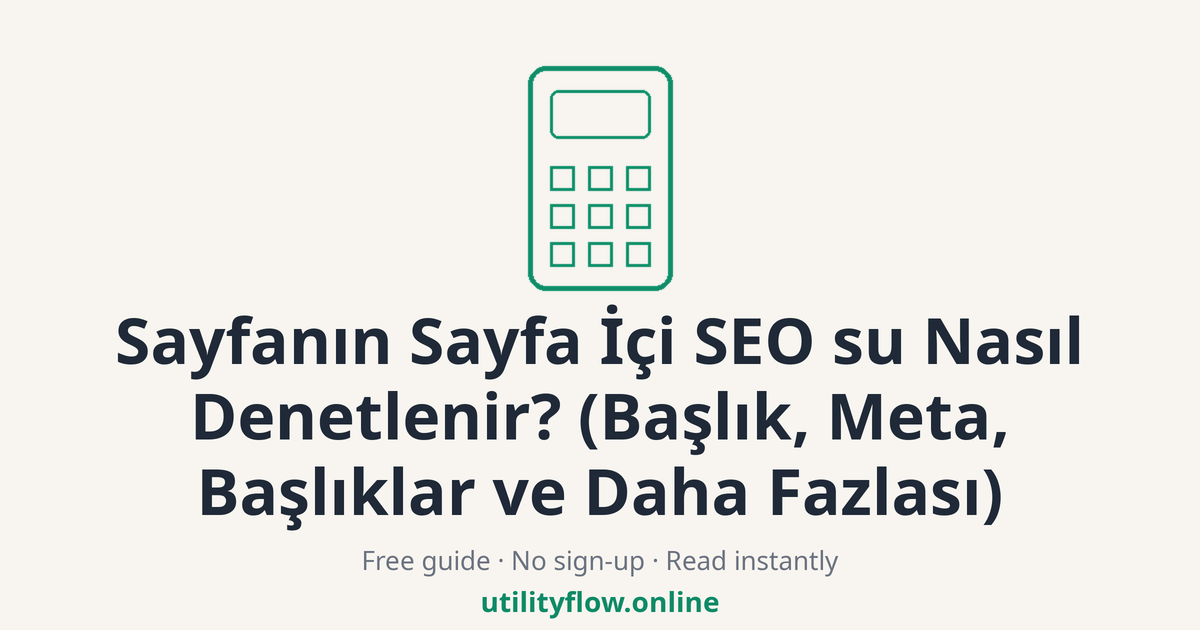 Sayfanın Sayfa İçi SEO su Nasıl
Denetlenir? (Başlık, Meta,
Başlıklar ve Daha Fazlası)
Free guide · No sign-up · Read instantly
utilityflow.online